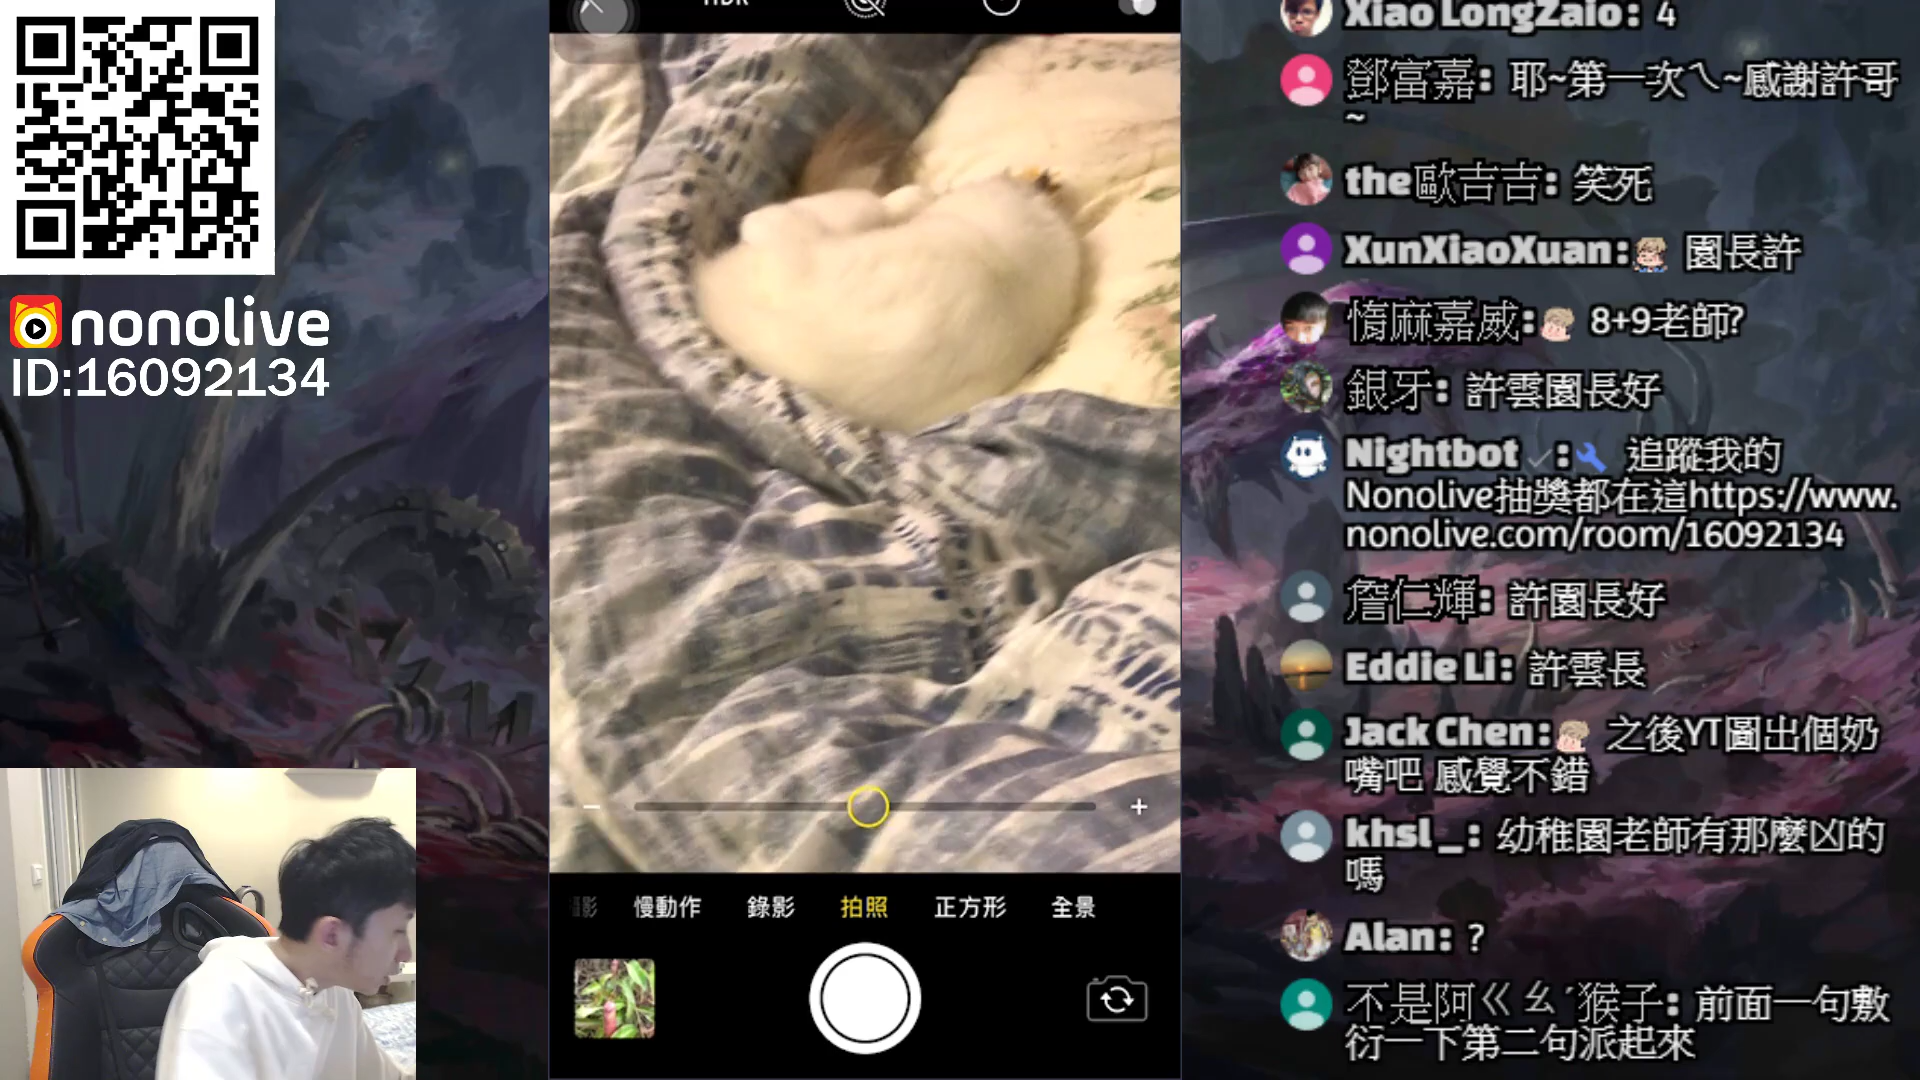 nonolive
ID:16092134
HDR
慢動作
錄影
拍照
正方形
全景
Xiao LongZaio: 4
鄧富嘉: 耶~第一次ㄟ~感謝許哥
~
the歐吉吉: 笑死
XunXiaoXuan: 園長許
惰麻嘉威: 8+9老師?
銀牙: 許雲園長好
Nightbot✓: 追蹤我的
Nonolive抽獎都在這https://www.
nonolive.com/room/16092134
詹仁輝: 許園長好
Eddie Li: 許雲長
Jack Chen: 之後YT圖出個奶
嘴吧 感覺不錯
khsl _: 幼稚園老師有那麼凶的
嗎
Alan: ?
不是阿ㄍㄠˊ猴子: 前面一句敷
衍一下第二句派起來